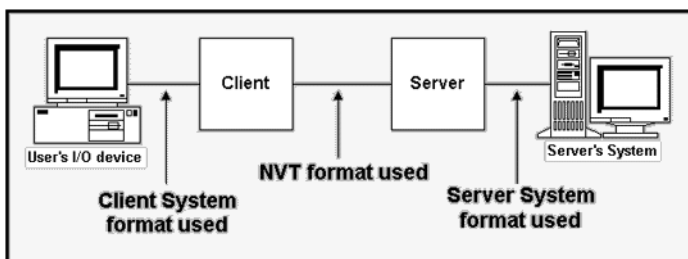 Client
Server
User's I/O device
Server's System
NVT format used
Client System
format used
Server System
format used